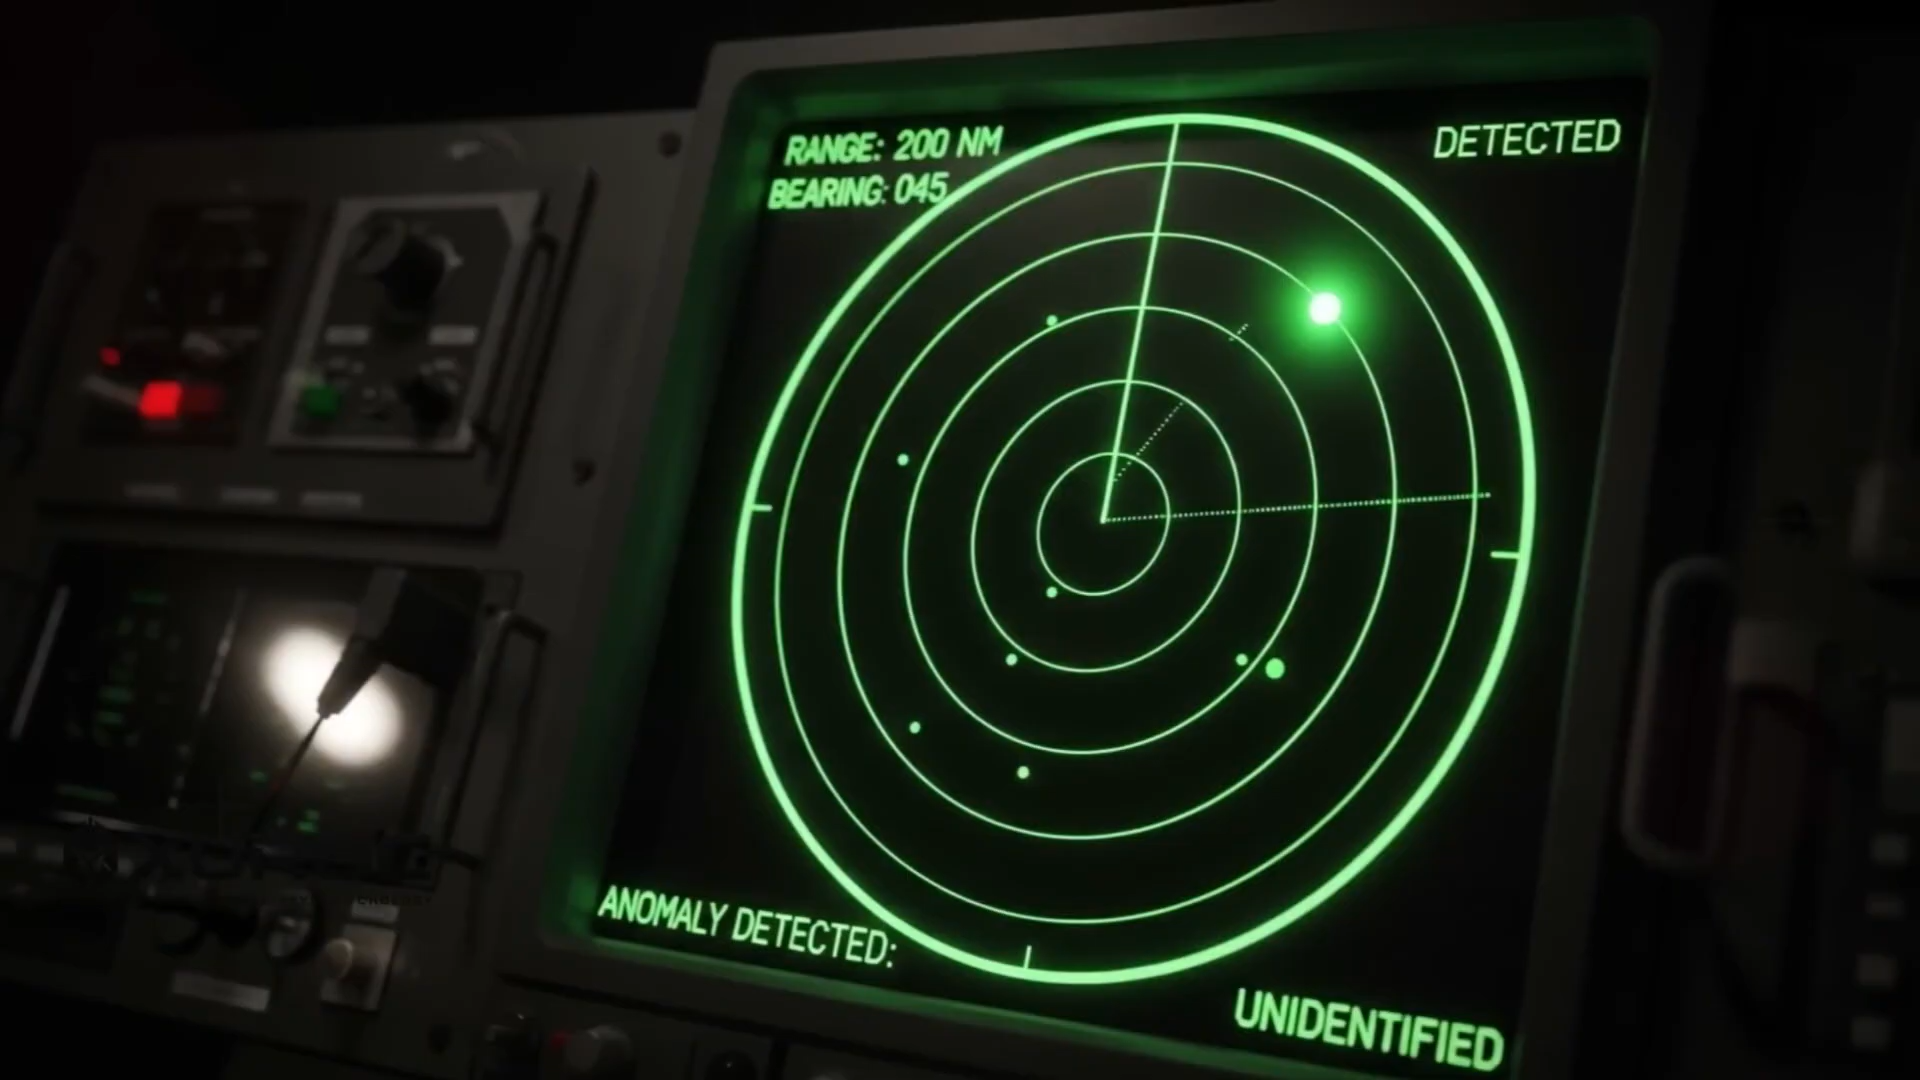 RANGE: 200 NM
BEARING: 045
DETECTED
ANOMALY DETECTED:
UNIDENTIFIED